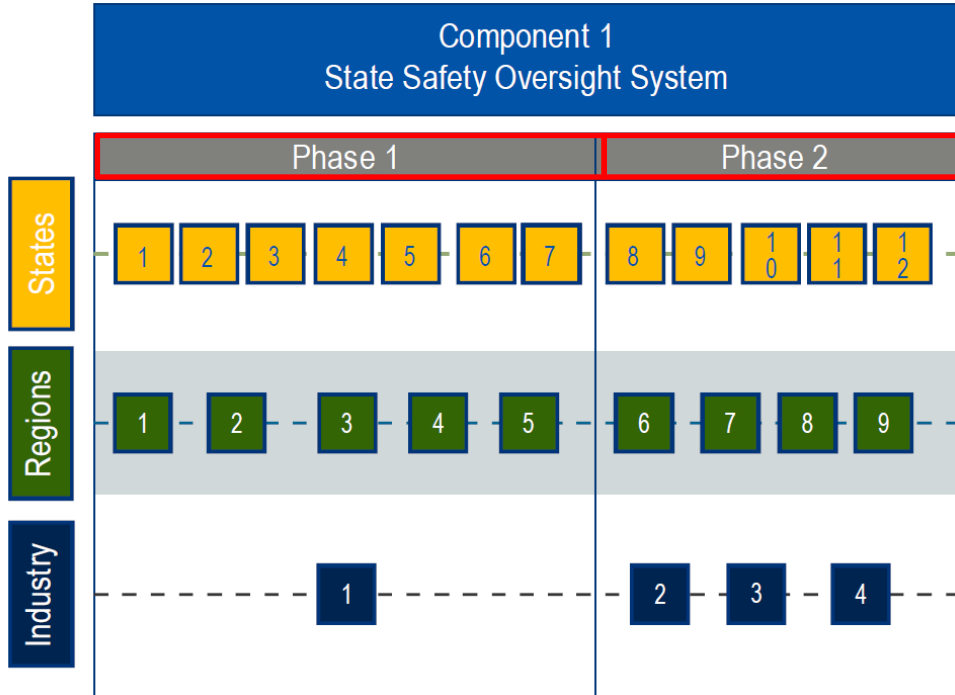 Component 1
State Safety Oversight System
Phase 1 Phase 2
States
1 2 3 4 5 6 7 8 9 10 11 12
Regions
1 2 3 4 5 6 7 8 9
Industry
1 2 3 4